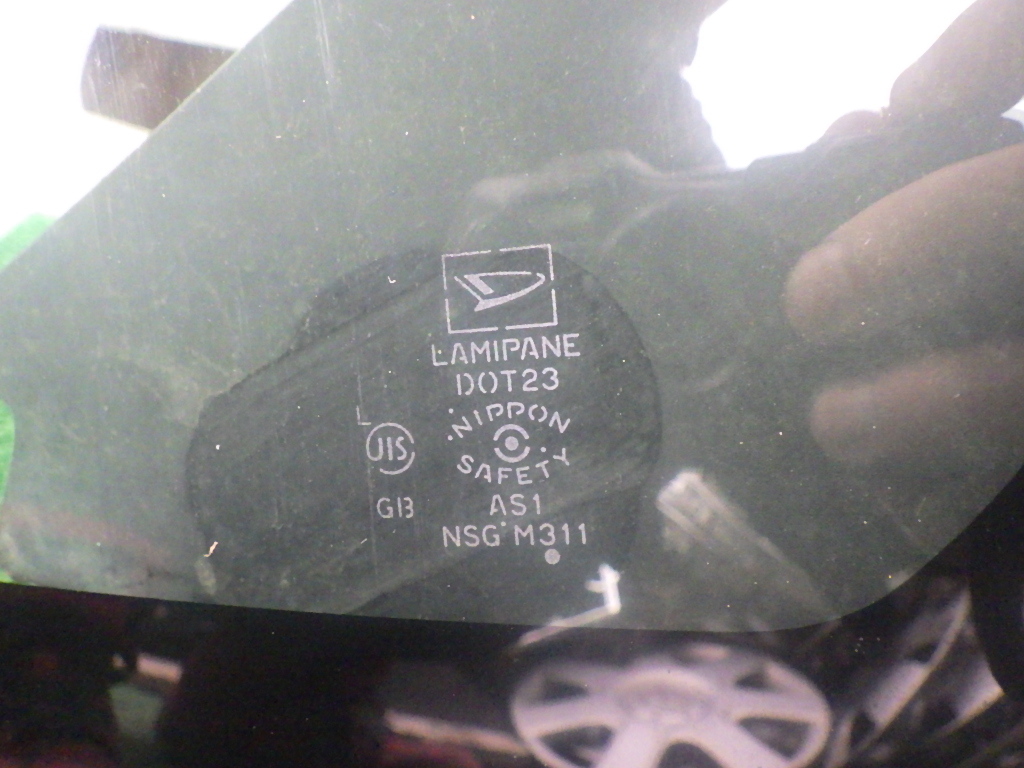 LAMIPANE
DOT23
NIPPON
SAFETY
JIS
GB
AS1
NSG M311